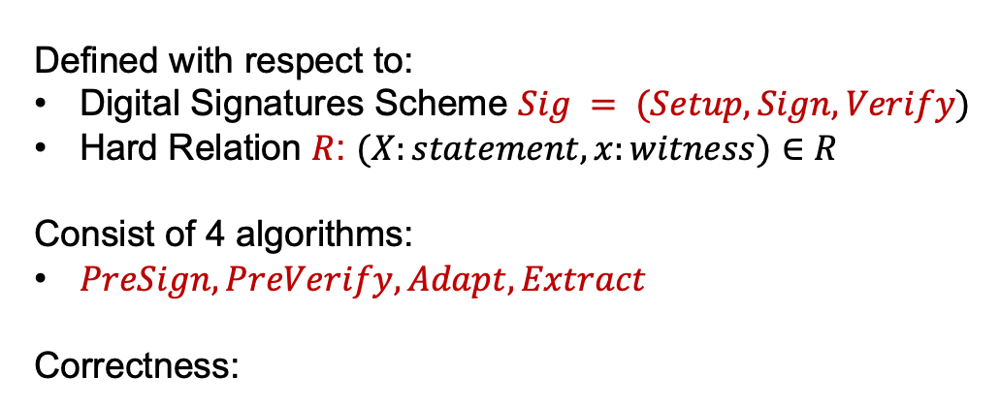 Defined with respect to:
• Digital Signatures Scheme Sig = (Setup, Sign, Verify)
• Hard Relation R: (X: statement, x: witness) ∈ R
Consist of 4 algorithms:
• PreSign, PreVerify, Adapt, Extract
Correctness: